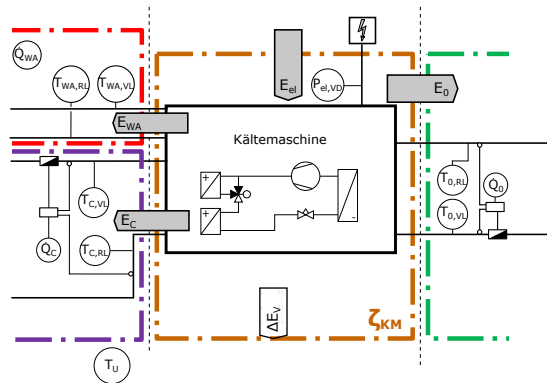 Q̇WA
TWA,RL
TWA,VL
Eel
Pel,VD
E0
EWA
Kältemaschine
T0,RL
Q̇0
T0,VL
TC,VL
EC
TC,RL
Q̇C
+
+
-
ΔEV
ζKM
TU